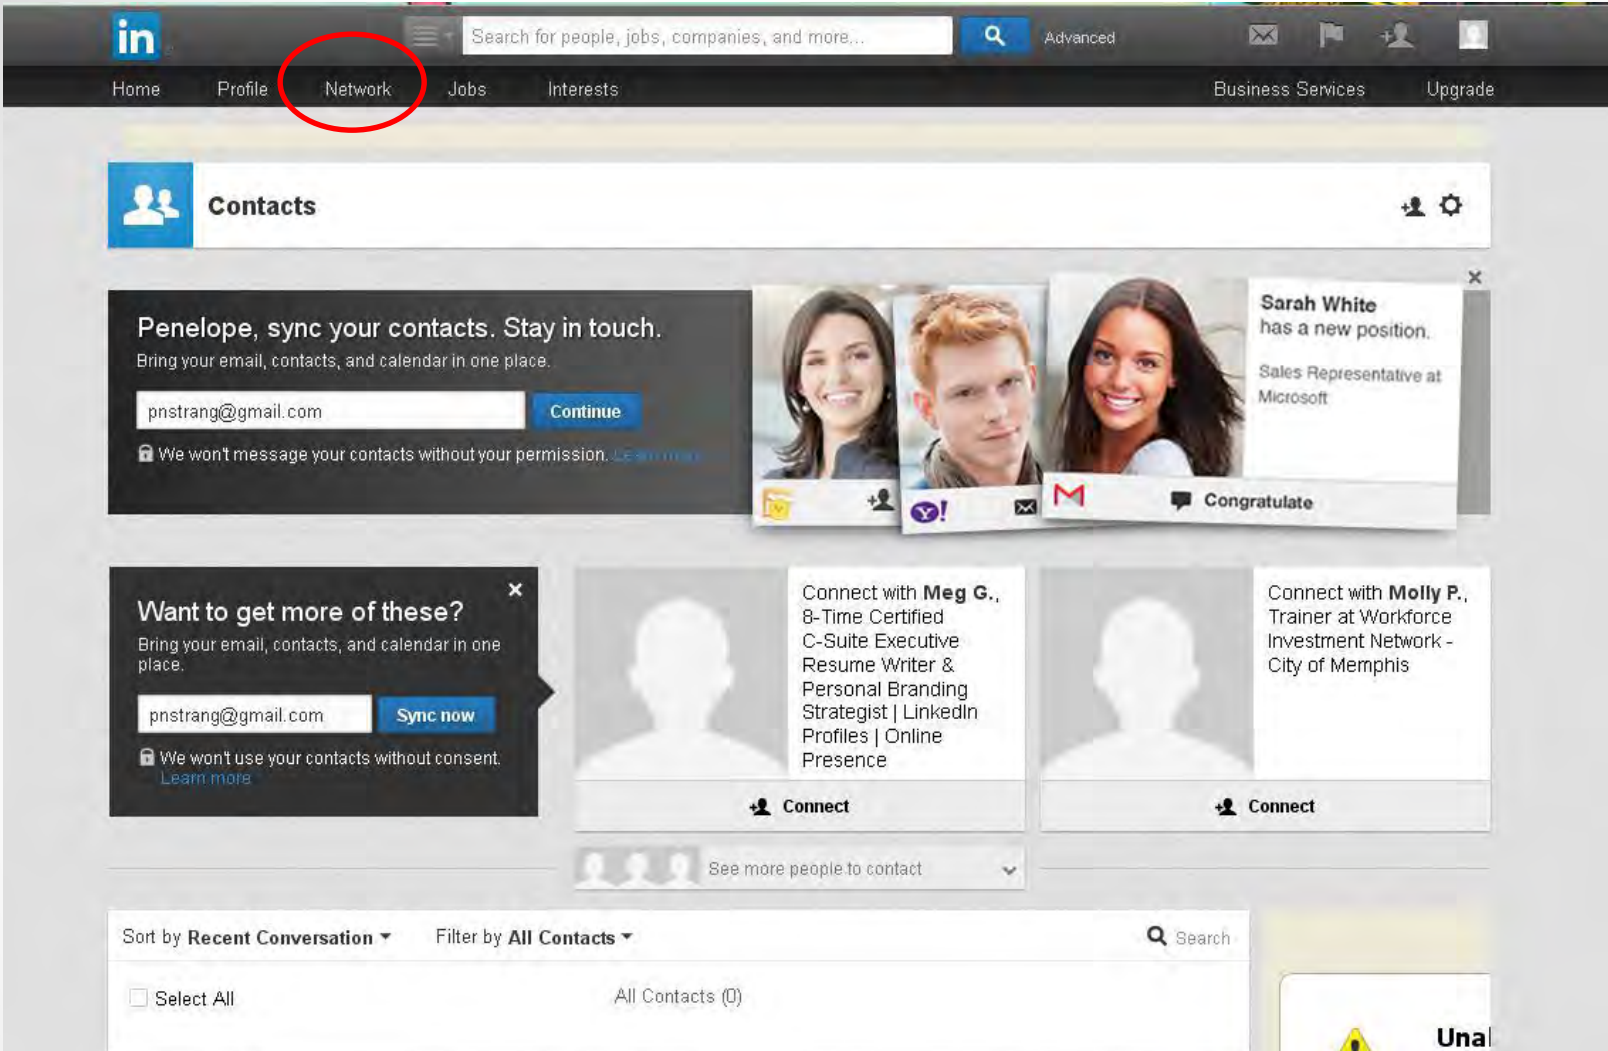 in
Search for people, jobs, companies, and more...
Advanced
Home Profile Network Jobs Interests Business Services Upgrade
Contacts
Penelope, sync your contacts. Stay in touch.
Bring your email, contacts, and calendar in one place.
pnstrang@gmail.com Continue
We won't message your contacts without your permission. Learn more
Sarah White
has a new position.
Sales Representative at
Microsoft
Y!
Congratulate
Want to get more of these?
Bring your email, contacts, and calendar in one
place.
pnstrang@gmail.com Sync now
We won't use your contacts without consent.
Learn more
Connect with Meg G.,
8-Time Certified
C-Suite Executive
Resume Writer &
Personal Branding
Strategist | LinkedIn
Profiles | Online
Presence
Connect
Connect with Molly P.,
Trainer at Workforce
Investment Network -
City of Memphis
Connect
See more people to contact
Sort by Recent Conversation Filter by All Contacts Search
Select All All Contacts (0)